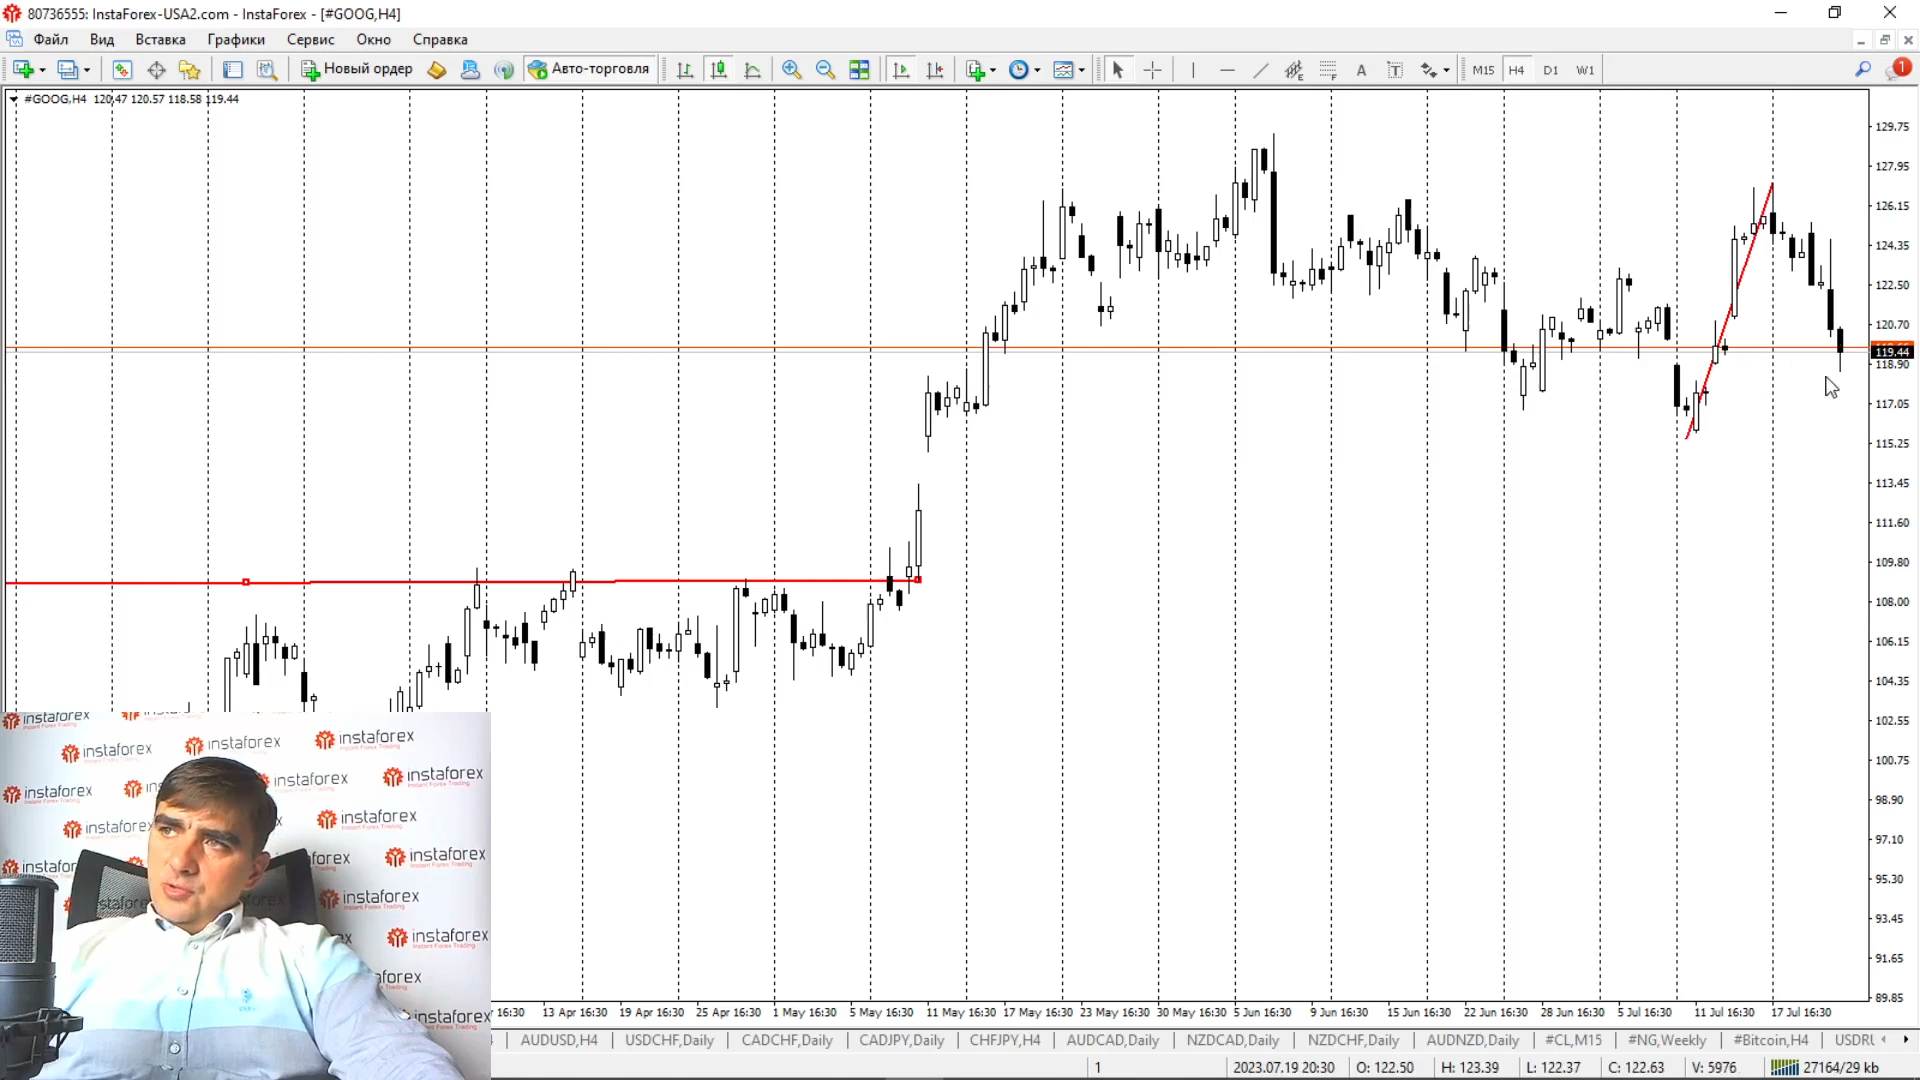 80736555: InstaForex-USA2.com - InstaForex - [#GOOG,H4]
Файл Вид Вставка Графики Сервис Окно Справка
Новый ордер Авто-торговля A T M15 H4 D1 W1 1
#GOOG,H4 120.47 120.57 118.58 119.44
129.75
127.95
126.15
124.35
122.50
120.70
119.44
118.90
117.05
115.25
113.45
111.60
109.80
108.00
106.15
104.35
102.55
100.75
98.90
97.10
95.30
93.45
91.65
89.85
instaforex
instaforex
instaforex
instaforex
Instant Forex Trading
instaforex
instaforex
instaforex
instaforex
instaforex
instaforex
instaforex
instaforex
instaforex
instaforex
16:30 13 Apr 16:30 19 Apr 16:30 25 Apr 16:30 1 May 16:30 5 May 16:30 11 May 16:30 17 May 16:30 23 May 16:30 30 May 16:30 5 Jun 16:30 9 Jun 16:30 15 Jun 16:30 22 Jun 16:30 28 Jun 16:30 5 Jul 16:30 11 Jul 16:30 17 Jul 16:30
AUDUSD,H4 USDCHF,Daily CADCHF,Daily CADJPY,Daily CHFJPY,H4 AUDCAD,Daily NZDCAD,Daily NZDCHF,Daily AUDNZD,Daily #CL,M15 #NG,Weekly #Bitcoin,H4 USDRU
1 2023.07.19 20:30 O: 122.50 H: 123.39 L: 122.37 C: 122.63 V: 5976 27164/29 kb